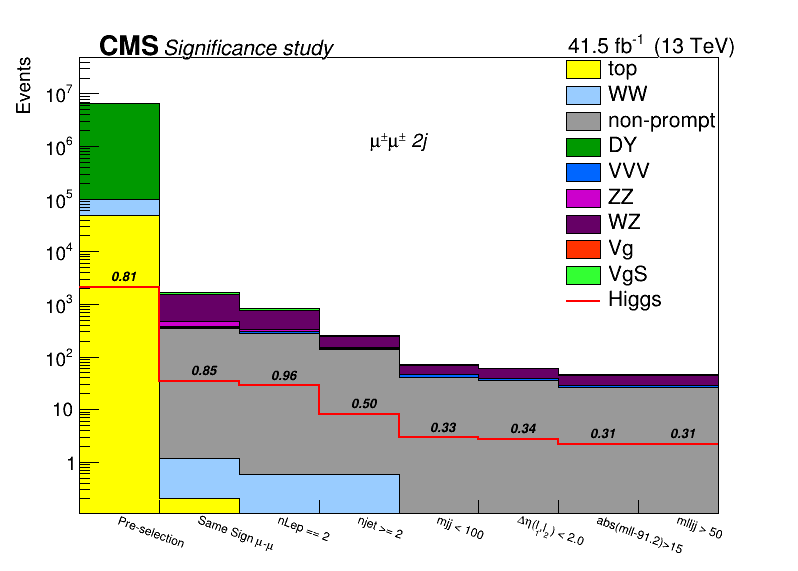 CMS Significance study
41.5 fb⁻¹ (13 TeV)
Events
10⁷
10⁶
10⁵
10⁴
10³
10²
10
1
μ±μ± 2j
top
WW
non-prompt
DY
VVV
ZZ
WZ
Vg
VgS
Higgs
0.81
0.85
0.96
0.50
0.33
0.34
0.31
0.31
Pre-selection
Same Sign μ-μ
nLep == 2
njet >= 2
mjj < 100
Δη(l₁,l₂) < 2.0
abs(mll-91.2)>15
mlljj > 50